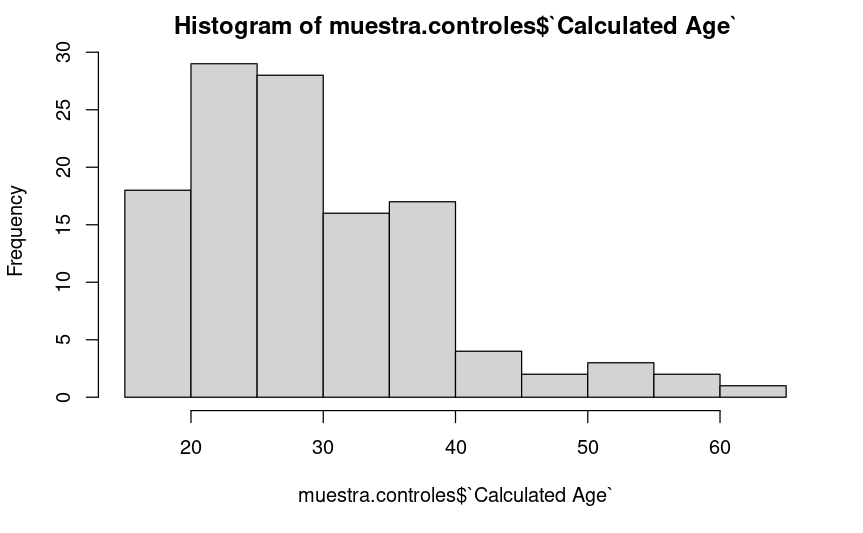 Histogram of muestra.controles$`Calculated Age`
Frequency
0 5 10 15 20 25 30
20 30 40 50 60
muestra.controles$`Calculated Age`